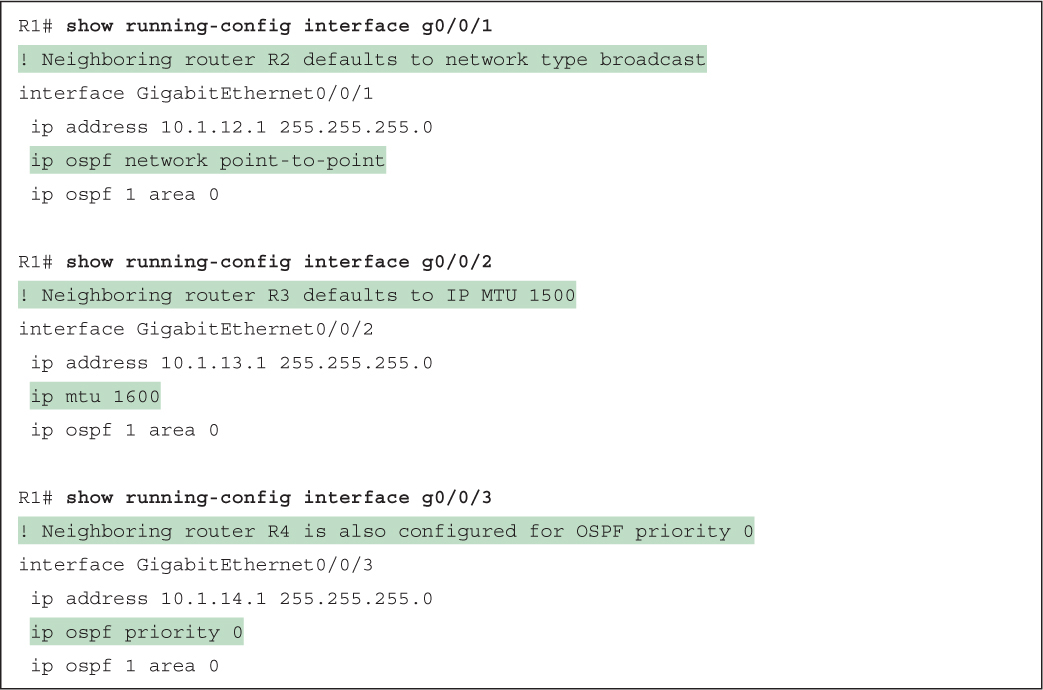 R1# show running-config interface g0/0/1
! Neighboring router R2 defaults to network type broadcast
interface GigabitEthernet0/0/1
ip address 10.1.12.1 255.255.255.0
ip ospf network point-to-point
ip ospf 1 area 0
R1# show running-config interface g0/0/2
! Neighboring router R3 defaults to IP MTU 1500
interface GigabitEthernet0/0/2
ip address 10.1.13.1 255.255.255.0
ip mtu 1600
ip ospf 1 area 0
R1# show running-config interface g0/0/3
! Neighboring router R4 is also configured for OSPF priority 0
interface GigabitEthernet0/0/3
ip address 10.1.14.1 255.255.255.0
ip ospf priority 0
ip ospf 1 area 0